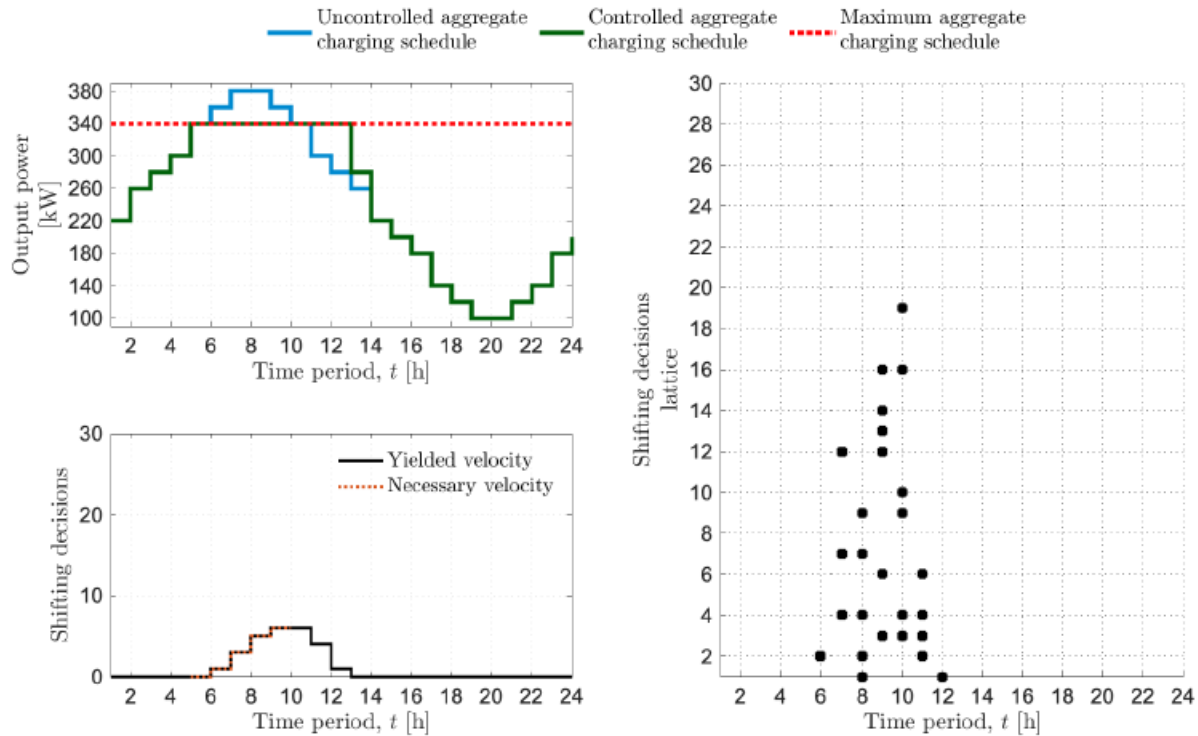 Uncontrolled aggregate
charging schedule
Controlled aggregate
charging schedule
Maximum aggregate
charging schedule
Output power
[kW]
380
340
300
260
220
180
140
100
2 4 6 8 10 12 14 16 18 20 22 24
Time period, t [h]
Shifting decisions
30
20
10
0
Yielded velocity
Necessary velocity
2 4 6 8 10 12 14 16 18 20 22 24
Time period, t [h]
Shifting decisions
lattice
30
28
26
24
22
20
18
16
14
12
10
8
6
4
2
2 4 6 8 10 12 14 16 18 20 22 24
Time period, t [h]